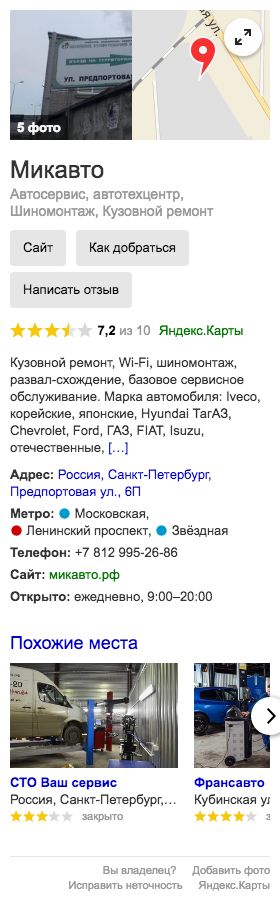 ВЪЕЗД НА ТЕРРИТОРИЮ
УЛ. ПРЕДПОРТОВАЯ
5 фото
ая ул.
Микавто
Автосервис, автотехцентр,
Шиномонтаж, Кузовной ремонт
Сайт
Как добраться
Написать отзыв
7,2 из 10 Яндекс.Карты
Кузовной ремонт, Wi-Fi, шиномонтаж,
развал-схождение, базовое сервисное
обслуживание. Марка автомобиля: Iveco,
корейские, японские, Hyundai ТагАЗ,
Chevrolet, Ford, ГАЗ, FIAT, Isuzu,
отечественные, [...]
Адрес: Россия, Санкт-Петербург,
Предпортовая ул., 6П
Метро: Московская,
Ленинский проспект, Звёздная
Телефон: +7 812 995-26-86
Сайт: микавто.рф
Открыто: ежедневно, 9:00–20:00
Похожие места
СТО Ваш сервис
Россия, Санкт-Петербург,...
закрыто
Франсавто
Кубинская ул
з
Вы владелец? Добавить фото
Исправить неточность Яндекс.Карты